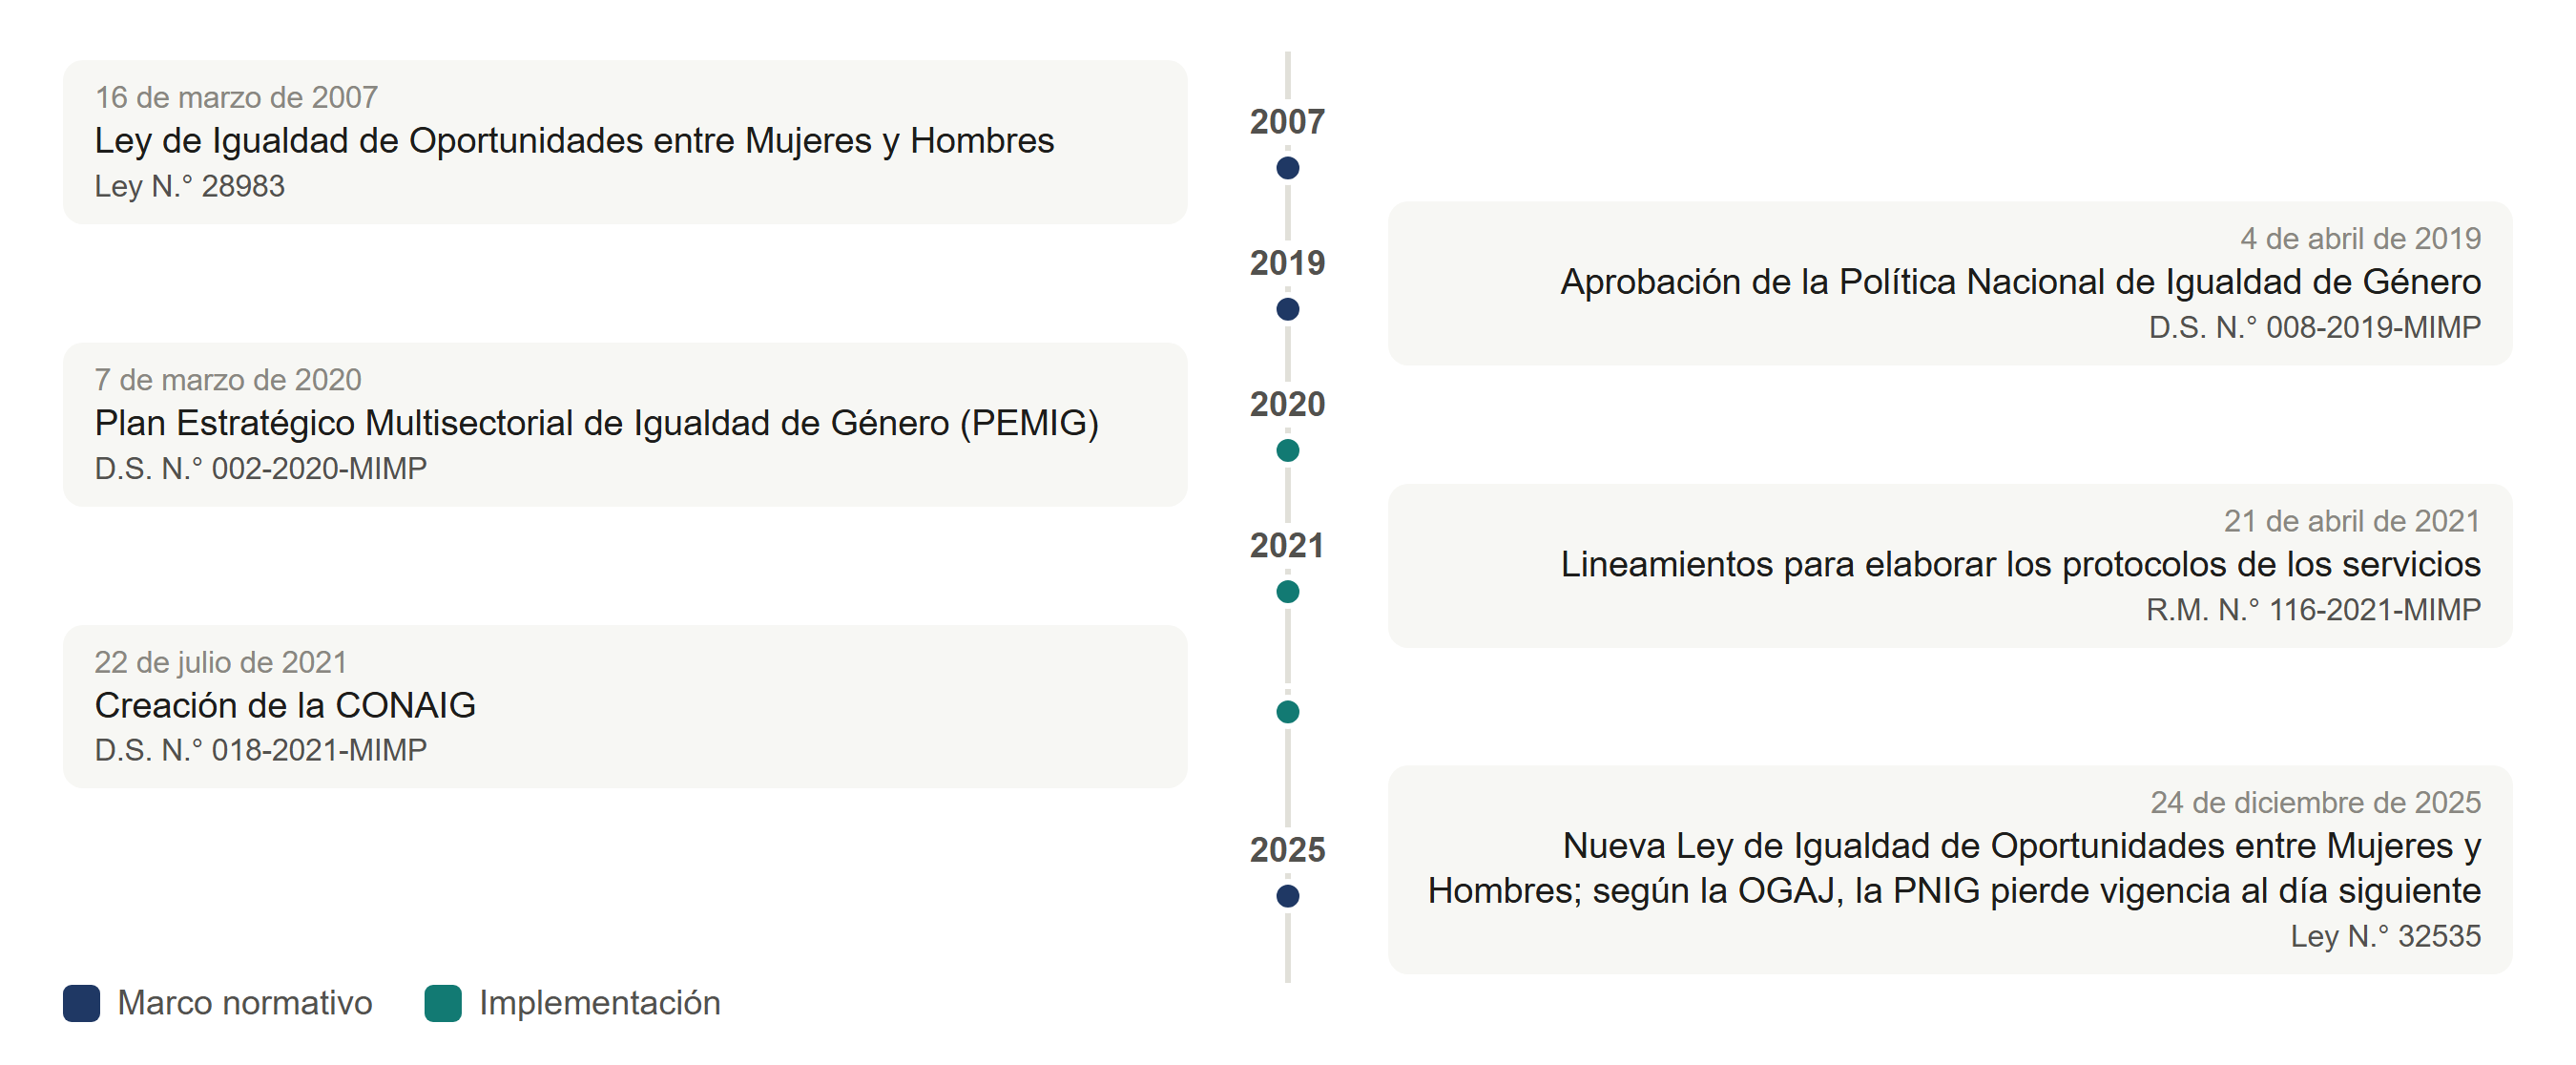 16 de marzo de 2007
Ley de Igualdad de Oportunidades entre Mujeres y Hombres
Ley N.° 28983
2007
2019
4 de abril de 2019
Aprobación de la Política Nacional de Igualdad de Género
D.S. N.° 008-2019-MIMP
7 de marzo de 2020
Plan Estratégico Multisectorial de Igualdad de Género (PEMIG)
D.S. N.° 002-2020-MIMP
2020
2021
21 de abril de 2021
Lineamientos para elaborar los protocolos de los servicios
R.M. N.° 116-2021-MIMP
22 de julio de 2021
Creación de la CONAIG
D.S. N.° 018-2021-MIMP
2025
24 de diciembre de 2025
Nueva Ley de Igualdad de Oportunidades entre Mujeres y
Hombres; según la OGAJ, la PNIG pierde vigencia al día siguiente
Ley N.° 32535
Marco normativo
Implementación